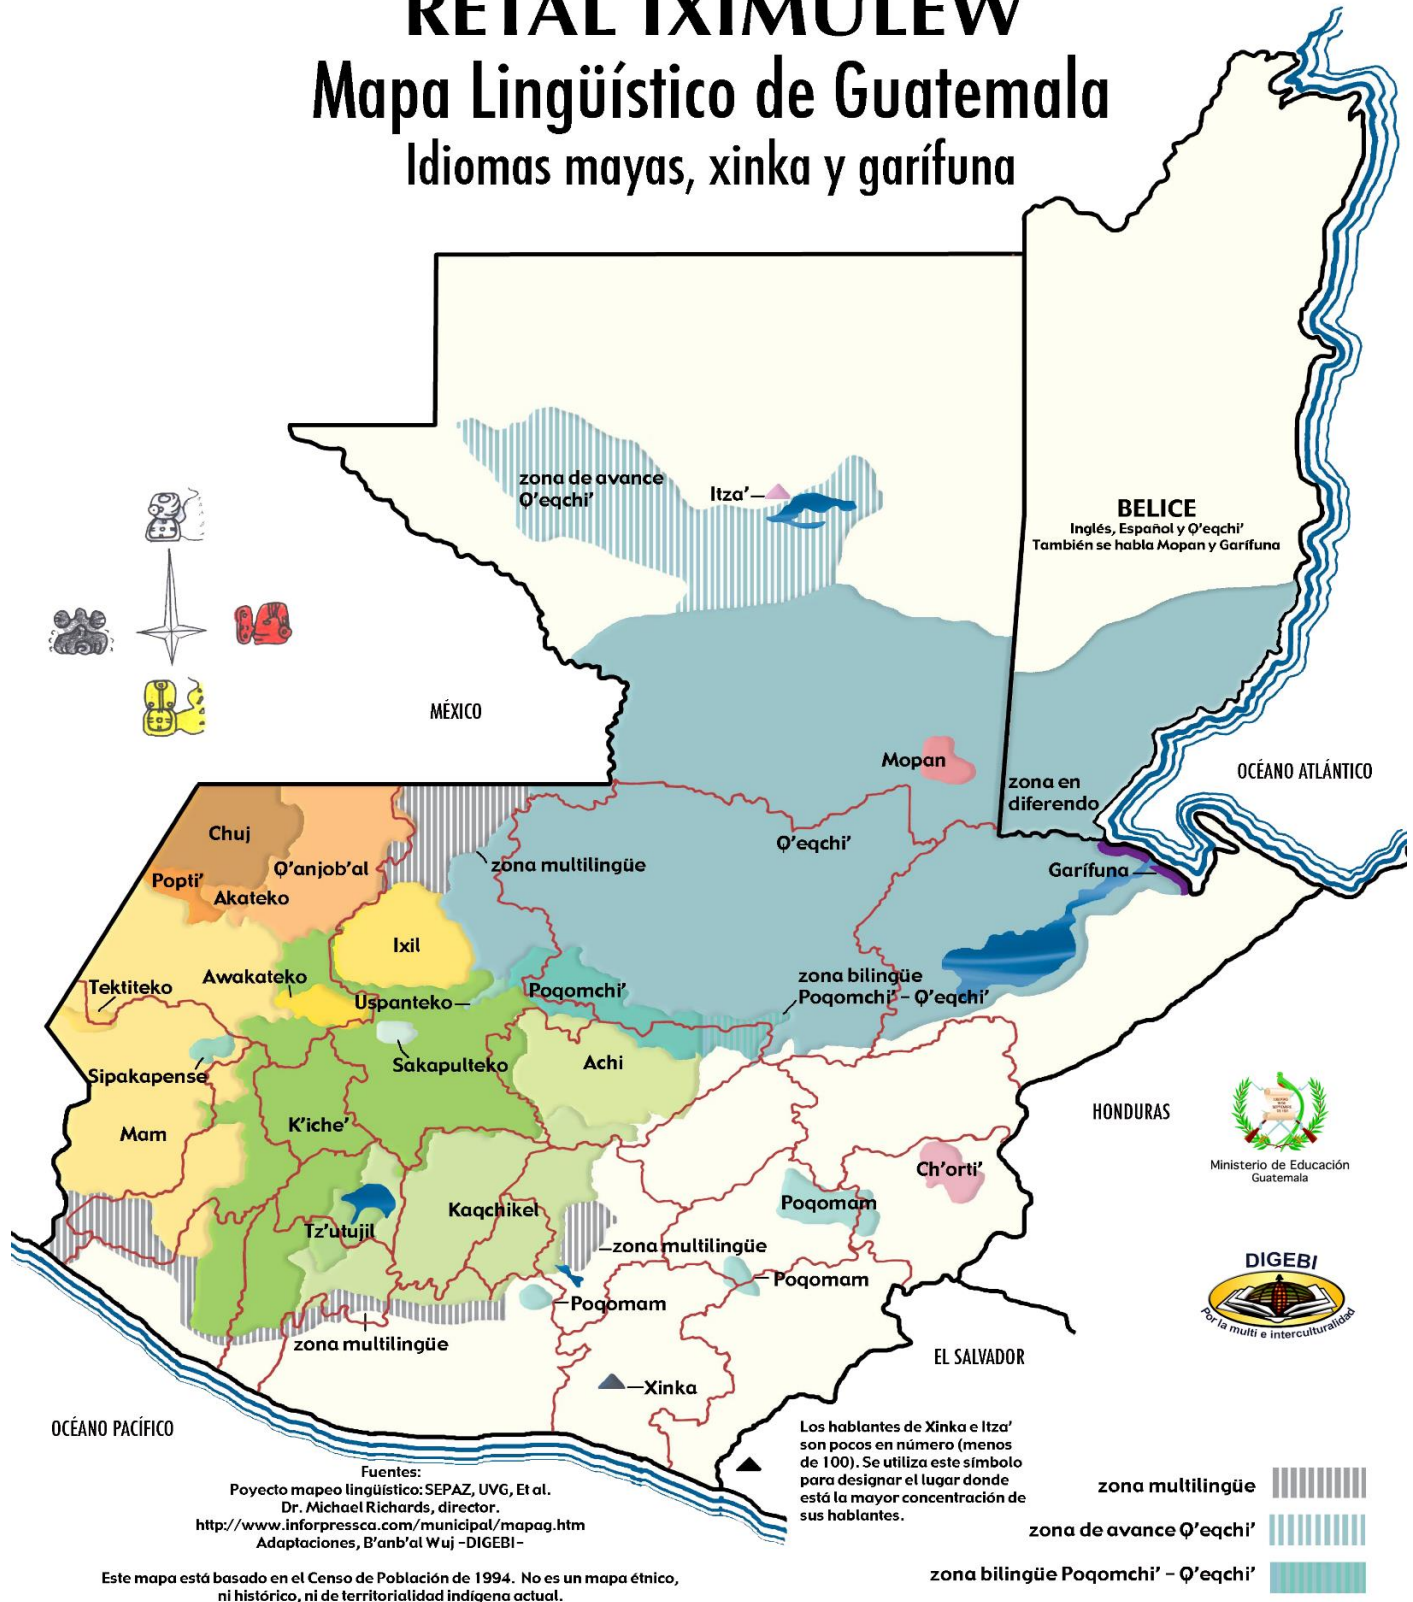 RETAL IXIMULEW
Mapa Lingüístico de Guatemala
Idiomas mayas, xinka y garífuna
zona de avance
Q'eqchi'
Itza'
BELICE
Inglés, Español y Q'eqchi'
También se habla Mopan y Garífuna
MÉXICO
Mopan
OCÉANO ATLÁNTICO
zona en
diferendo
Chuj
Q'eqchi'
zona multilingüe
Q'anjob'al
Garífuna
Popti'
Akateko
Ixil
Awakateko
zona bilingüe
Poqomchi' - Q'eqchi'
Tektiteko
Poqomchi'
Uspanteko
Sakapulteko
Achi
Sipakapense
HONDURAS
K'iche'
Mam
Ministerio de Educación
Guatemala
Ch'orti'
Poqomam
Kaqchikel
Tz'utujil
zona multilingüe
DIGEBI
Por la multi e interculturalidad
Poqomam
Poqomam
zona multilingüe
EL SALVADOR
Xinka
OCÉANO PACÍFICO
Los hablantes de Xinka e Itza'
son pocos en número (menos
de 100). Se utiliza este símbolo
para designar el lugar donde
está la mayor concentración de
sus hablantes.
Fuentes:
Poyecto mapeo lingüístico: SEPAZ, UVG, Et al.
Dr. Michael Richards, director.
http://www.inforpressca.com/municipal/mapag.htm
Adaptaciones, B'anb'al Wuj -DIGEBI-
zona multilingüe
zona de avance Q'eqchi'
zona bilingüe Poqomchi' - Q'eqchi'
Este mapa está basado en el Censo de Población de 1994. No es un mapa étnico,
ni histórico, ni de territorialidad indígena actual.